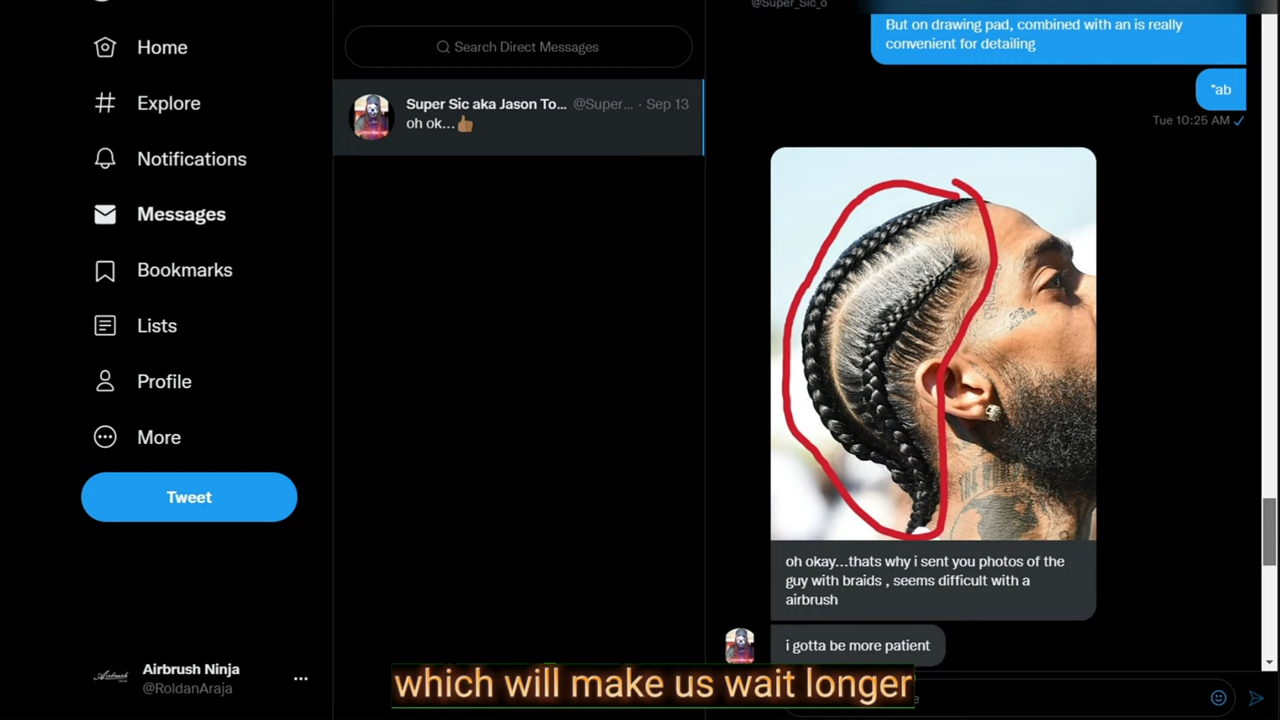 Home
Explore
Notifications
Messages
Bookmarks
Lists
Profile
More
Tweet
Airbrush Ninja
@RoldanAraja
Search Direct Messages
Super Sic aka Jason To... @Super... · Sep 13
oh ok...👍🏽
@Super_Sic_o
But on drawing pad, combined with an is really
convenient for detailing
*ab
Tue 10:25 AM
oh okay...thats why i sent you photos of the
guy with braids , seems difficult with a
airbrush
i gotta be more patient
which will make us wait longer